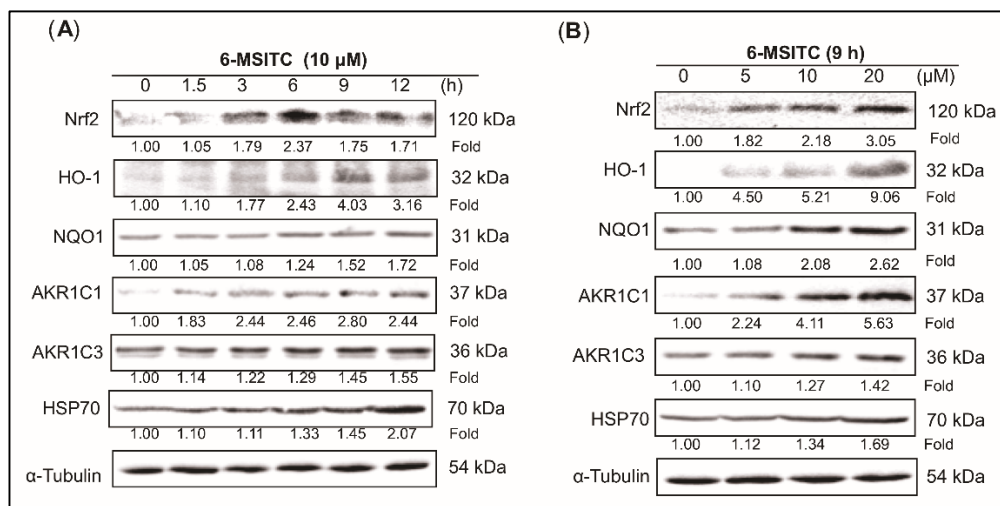 (A)
6-MSITC (10 μM)
0 1.5 3 6 9 12 (h)
Nrf2 120 kDa
1.00 1.05 1.79 2.37 1.75 1.71 Fold
HO-1 32 kDa
1.00 1.10 1.77 2.43 4.03 3.16 Fold
NQO1 31 kDa
1.00 1.05 1.08 1.24 1.52 1.72 Fold
AKR1C1 37 kDa
1.00 1.83 2.44 2.46 2.80 2.44 Fold
AKR1C3 36 kDa
1.00 1.14 1.22 1.29 1.45 1.55 Fold
HSP70 70 kDa
1.00 1.10 1.11 1.33 1.45 2.07 Fold
α-Tubulin 54 kDa
(B)
6-MSITC (9 h)
0 5 10 20 (μM)
Nrf2 120 kDa
1.00 1.82 2.18 3.05 Fold
HO-1 32 kDa
1.00 4.50 5.21 9.06 Fold
NQO1 31 kDa
1.00 1.08 2.08 2.62 Fold
AKR1C1 37 kDa
1.00 2.24 4.11 5.63 Fold
AKR1C3 36 kDa
1.00 1.10 1.27 1.42 Fold
HSP70 70 kDa
1.00 1.12 1.34 1.69 Fold
α-Tubulin 54 kDa